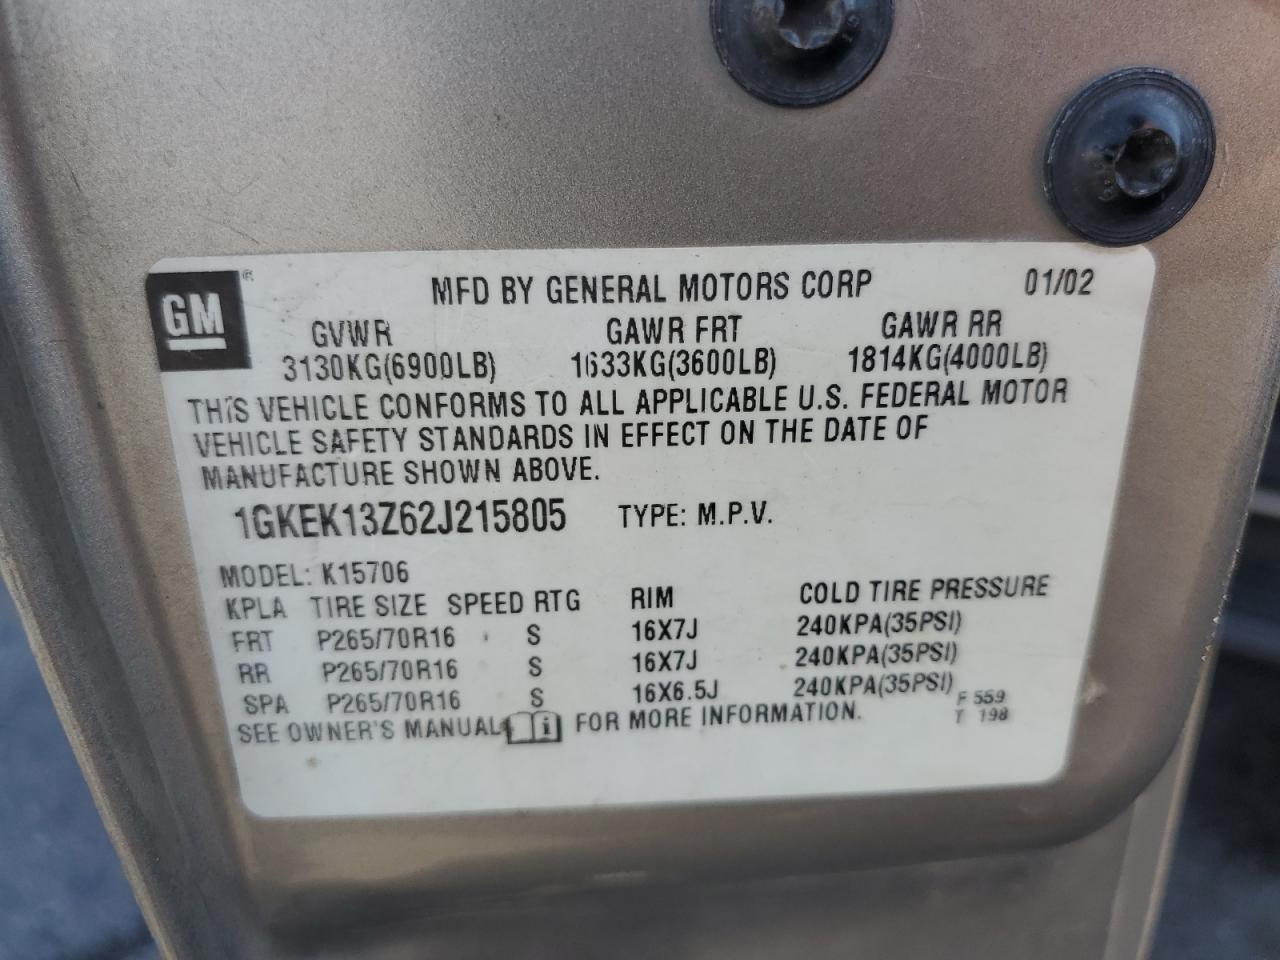 GM ®
MFD BY GENERAL MOTORS CORP 01/02
GVWR GAWR FRT GAWR RR
3130KG(6900LB) 1633KG(3600LB) 1814KG(4000LB)
THIS VEHICLE CONFORMS TO ALL APPLICABLE U.S. FEDERAL MOTOR
VEHICLE SAFETY STANDARDS IN EFFECT ON THE DATE OF
MANUFACTURE SHOWN ABOVE.
1GKEK13Z62J215805 TYPE: M.P.V.
MODEL: K15706
KPLA TIRE SIZE SPEED RTG RIM COLD TIRE PRESSURE
FRT P265/70R16 S 16X7J 240KPA(35PSI)
RR P265/70R16 S 16X7J 240KPA(35PSI)
SPA P265/70R16 S 16X6.5J 240KPA(35PSI)
SEE OWNER'S MANUAL i FOR MORE INFORMATION.
F 559
T 198